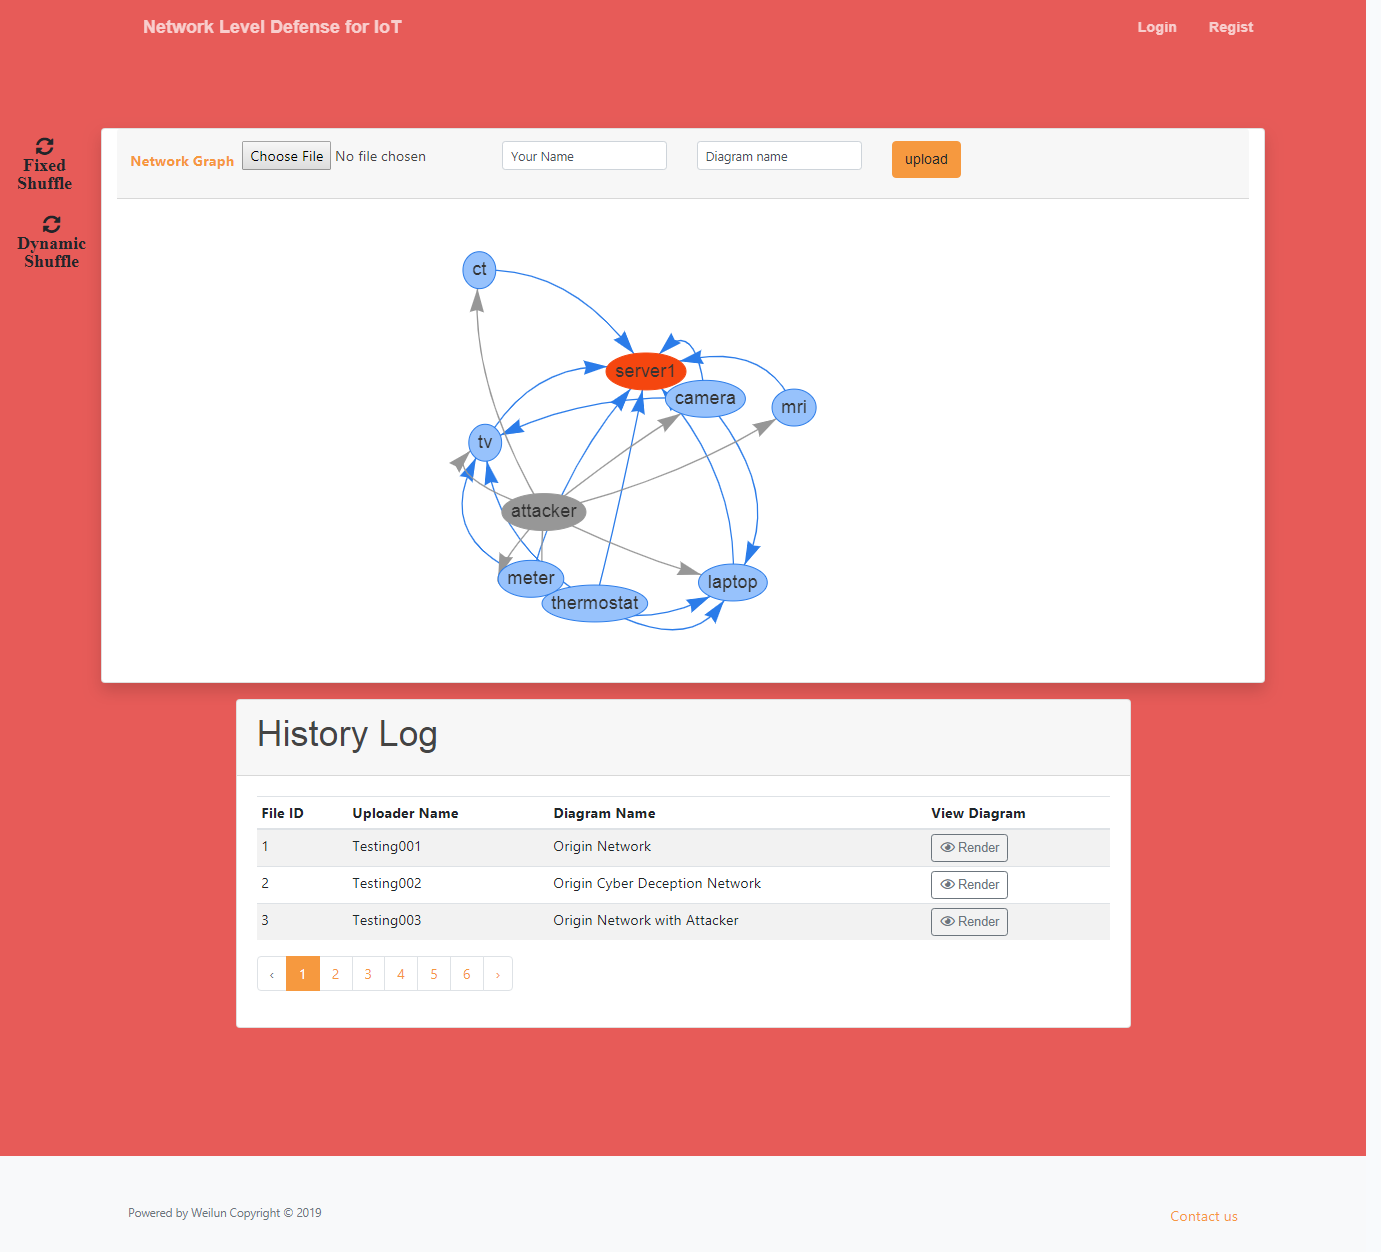 Network Level Defense for IoT
Login Regist
Fixed
Shuffle
Dynamic
Shuffle
Network Graph Choose File No file chosen Your Name Diagram name upload
ct
server1
camera
mri
tv
attacker
meter
thermostat
laptop
History Log
File ID Uploader Name Diagram Name View Diagram
1 Testing001 Origin Network Render
2 Testing002 Origin Cyber Deception Network Render
3 Testing003 Origin Network with Attacker Render
‹ 1 2 3 4 5 6 ›
Powered by Weilun Copyright © 2019
Contact us